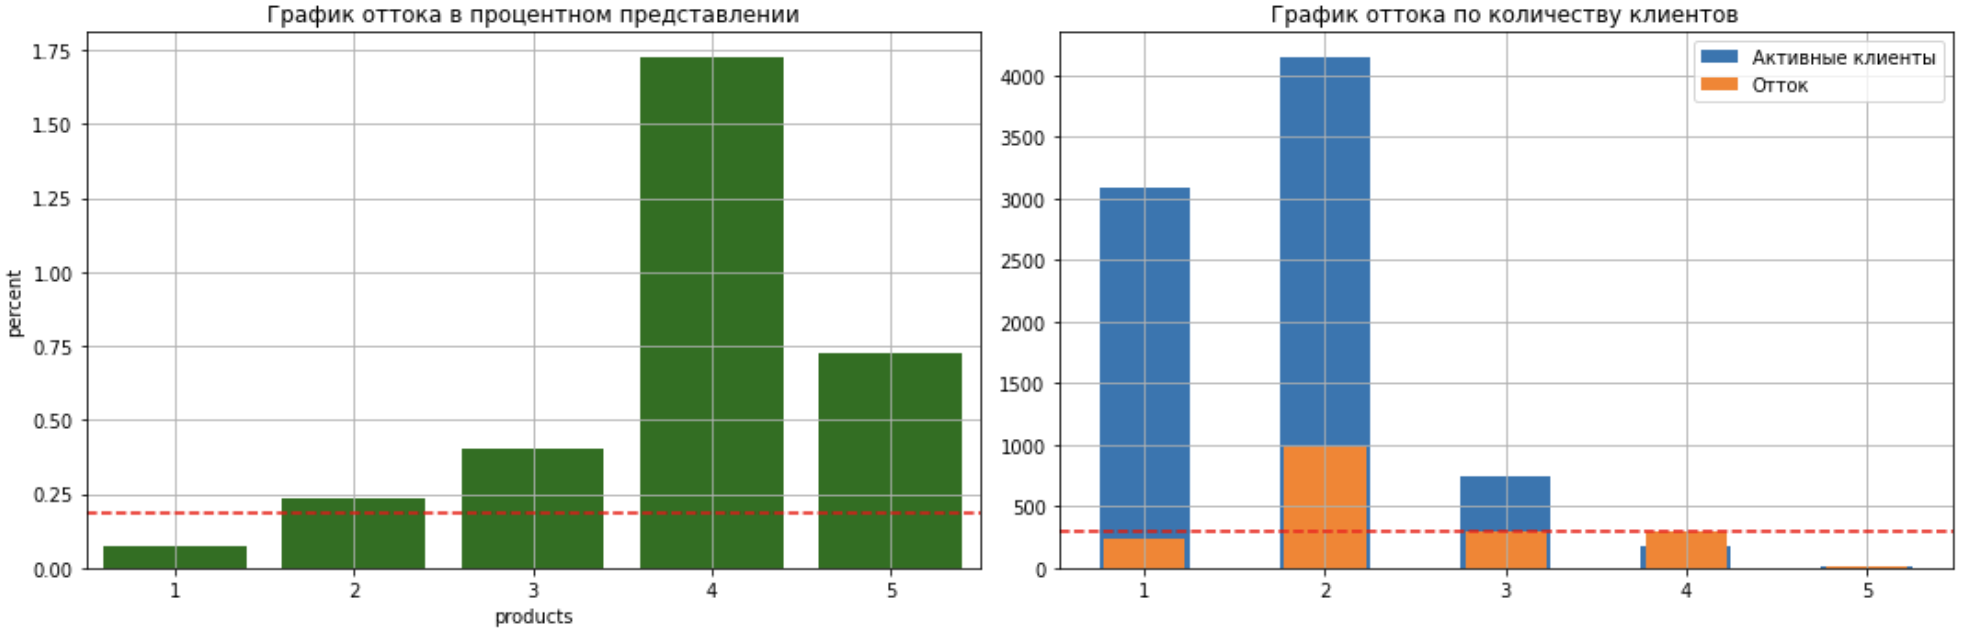 График оттока в процентном представлении
1.75
1.50
1.25
1.00
0.75
0.50
0.25
0.00
percent
1 2 3 4 5
products
График оттока по количеству клиентов
Активные клиенты
Отток
4000
3500
3000
2500
2000
1500
1000
500
0
1 2 3 4 5